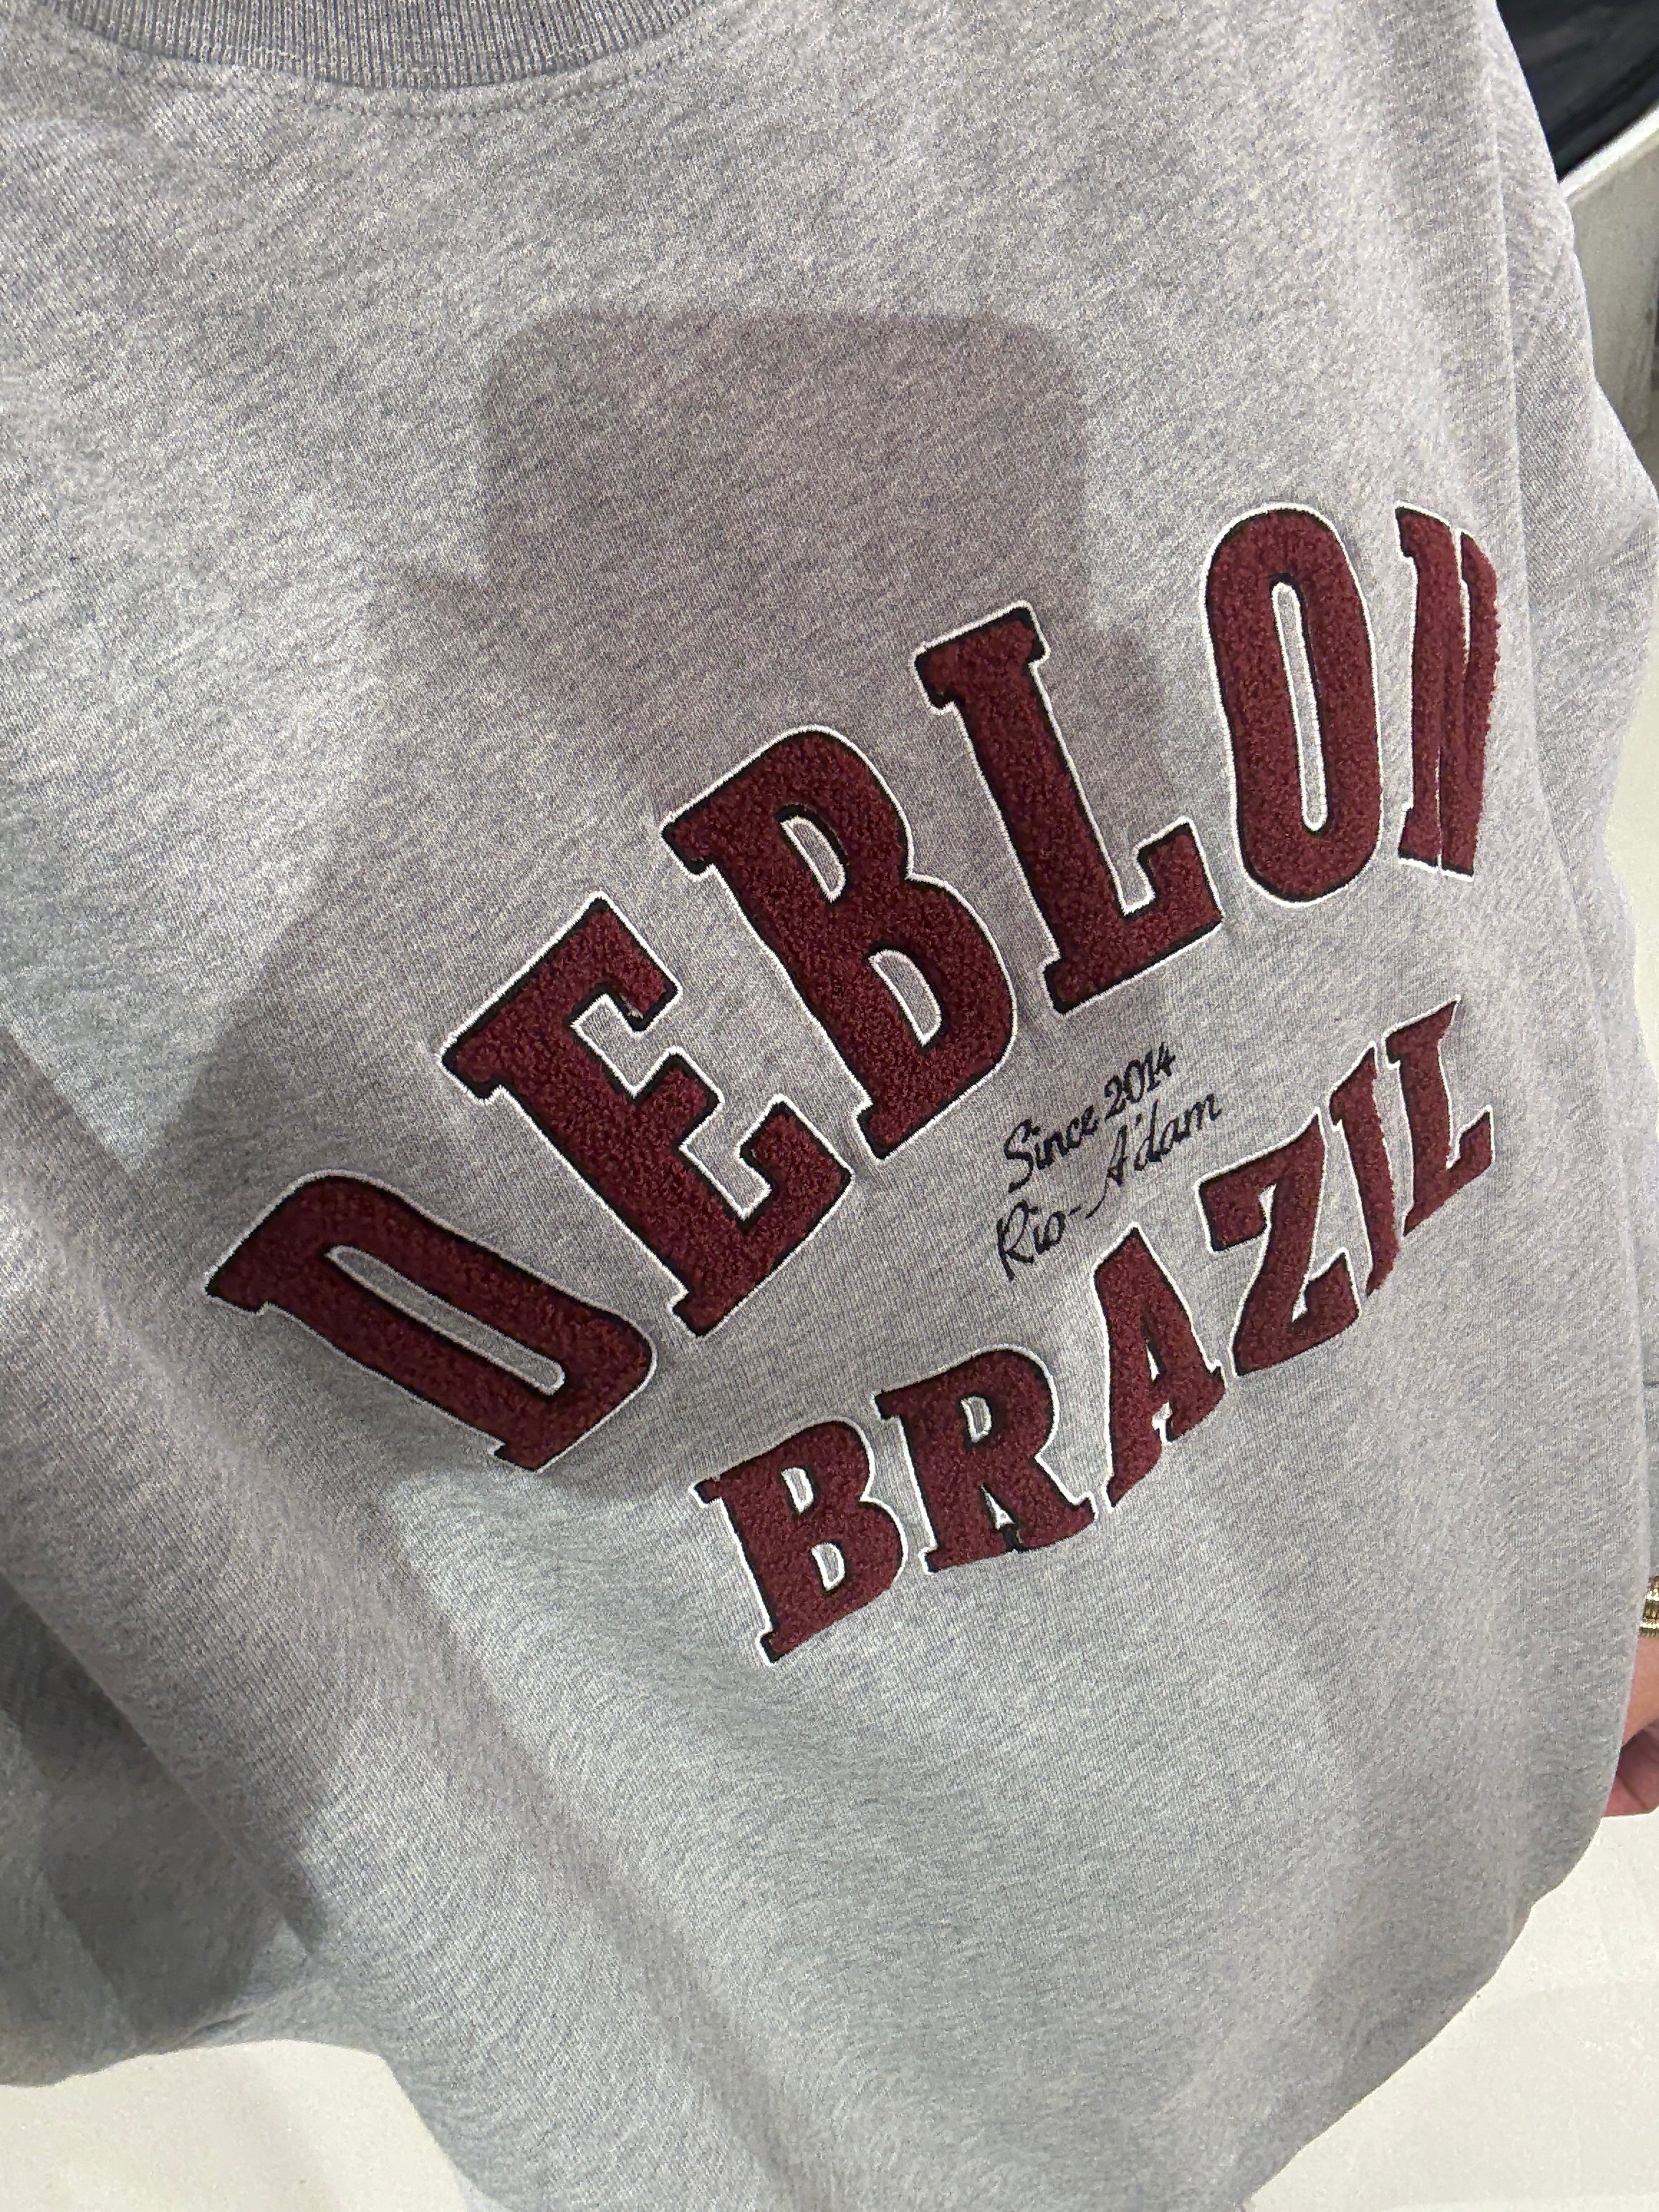 DEBLON
Since 2014
Rio-A'dam
BRAZIL